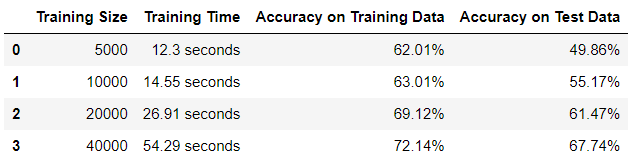 Training Size Training Time Accuracy on Training Data Accuracy on Test Data
0 5000 12.3 seconds 62.01% 49.86%
1 10000 14.55 seconds 63.01% 55.17%
2 20000 26.91 seconds 69.12% 61.47%
3 40000 54.29 seconds 72.14% 67.74%